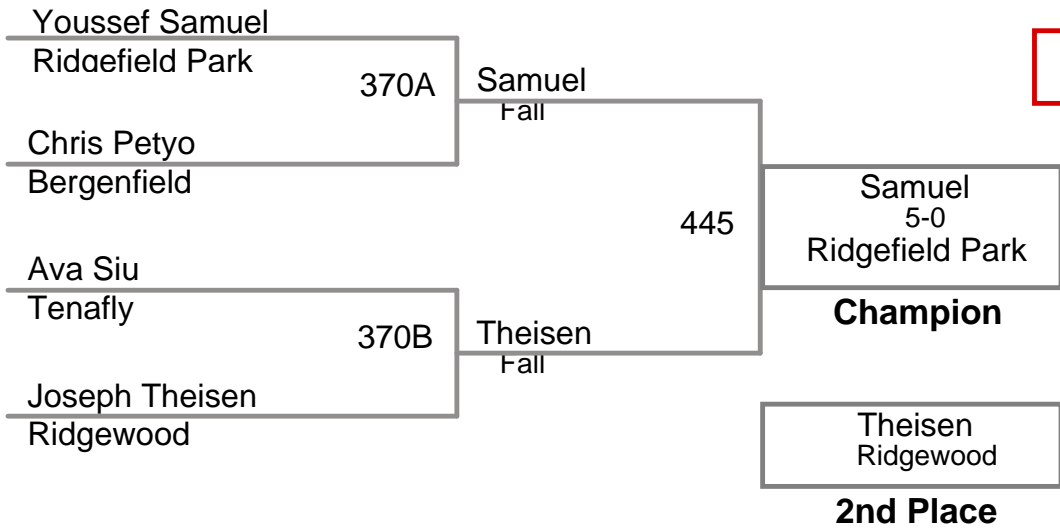 Youssef Samuel
Ridgefield Park
370A
Samuel
Fall
Chris Petyo
Bergenfield
445
Samuel
5-0
Ridgefield Park
Champion
Ava Siu
Tenafly
370B
Theisen
Fall
Joseph Theisen
Ridgewood
Theisen
Ridgewood
2nd Place